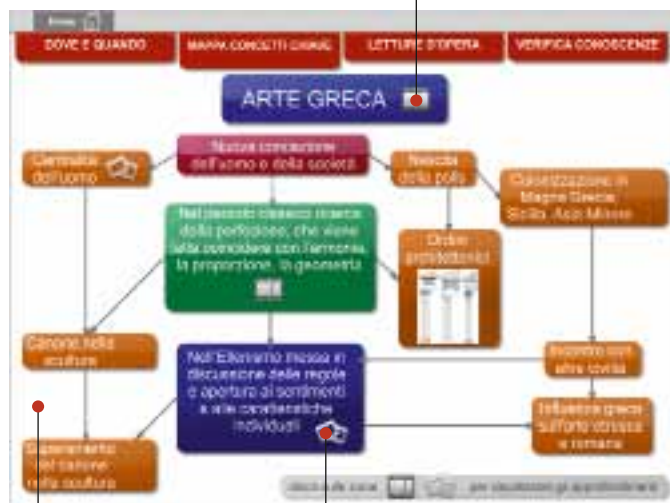 Home
DOVE E QUANDO
MAPPA CONCETTI CHIAVE
LETTURE D'OPERA
VERIFICA CONOSCENZE
ARTE GRECA
Centralità
dell'uomo
Nuova concezione
dell'uomo e della società
Nascita
della polis
Colonizzazione in
Magna Grecia,
Sicilia, Asia Minore
Nel periodo classico ricerca
della perfezione, che viene
fatta coincidere con l'armonia,
la proporzione, la geometria
Ordini
architettonici
Canone nella
scultura
Nell'Ellenismo messa in
discussione delle regole
e apertura ai sentimenti
e alle caratteristiche
individuali
Incontro con
altre civiltà
Influenza greca
sull'arte etrusca
e romana
Superamento
del canone
nella scultura
clicca sulle icone
per visualizzare gli approfondimenti